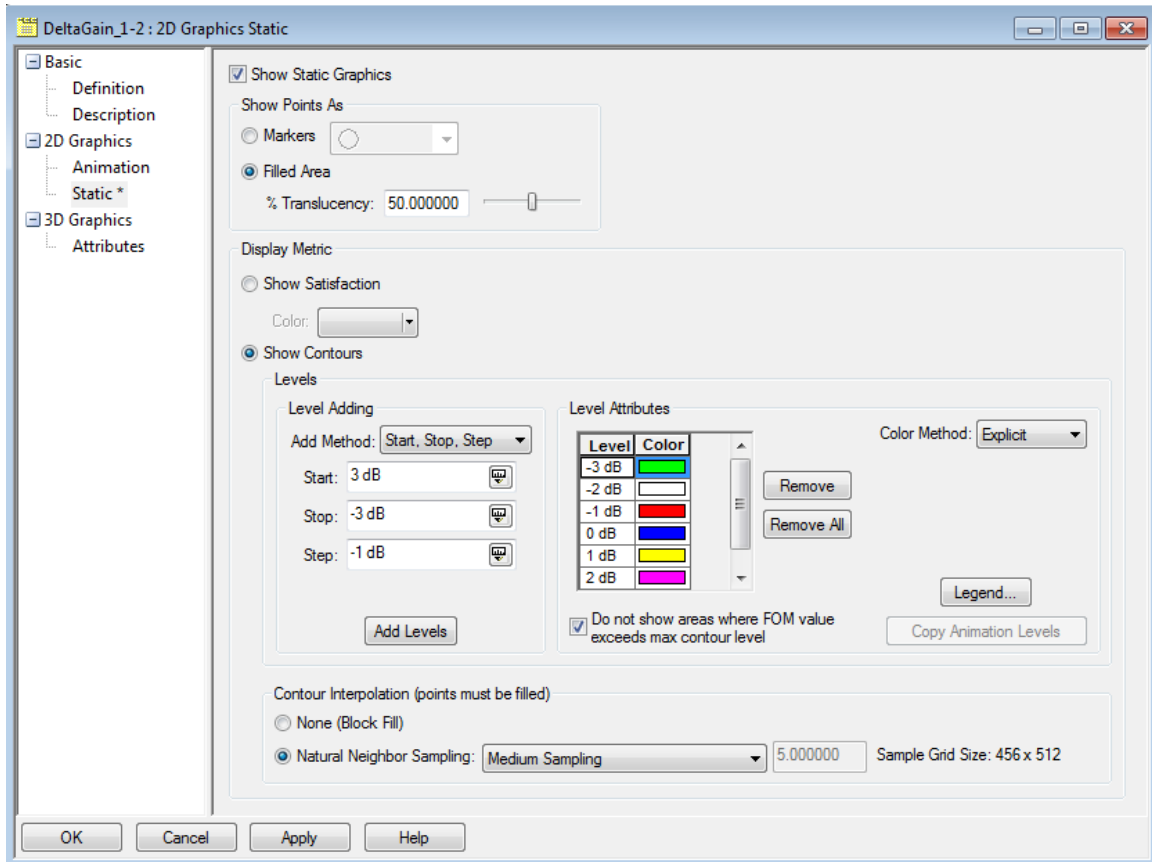 DeltaGain_1-2 : 2D Graphics Static
Basic
Definition
Description
2D Graphics
Animation
Static *
3D Graphics
Attributes
Show Static Graphics
Show Points As
Markers
Filled Area
% Translucency: 50.000000
Display Metric
Show Satisfaction
Color:
Show Contours
Levels
Level Adding
Add Method: Start, Stop, Step
Start: 3 dB
Stop: -3 dB
Step: -1 dB
Add Levels
Level Attributes
Level Color
-3 dB
-2 dB
-1 dB
0 dB
1 dB
2 dB
Remove
Remove All
Color Method: Explicit
Legend...
Do not show areas where FOM value
exceeds max contour level
Copy Animation Levels
Contour Interpolation (points must be filled)
None (Block Fill)
Natural Neighbor Sampling: Medium Sampling 5.000000 Sample Grid Size: 456 x 512
OK Cancel Apply Help